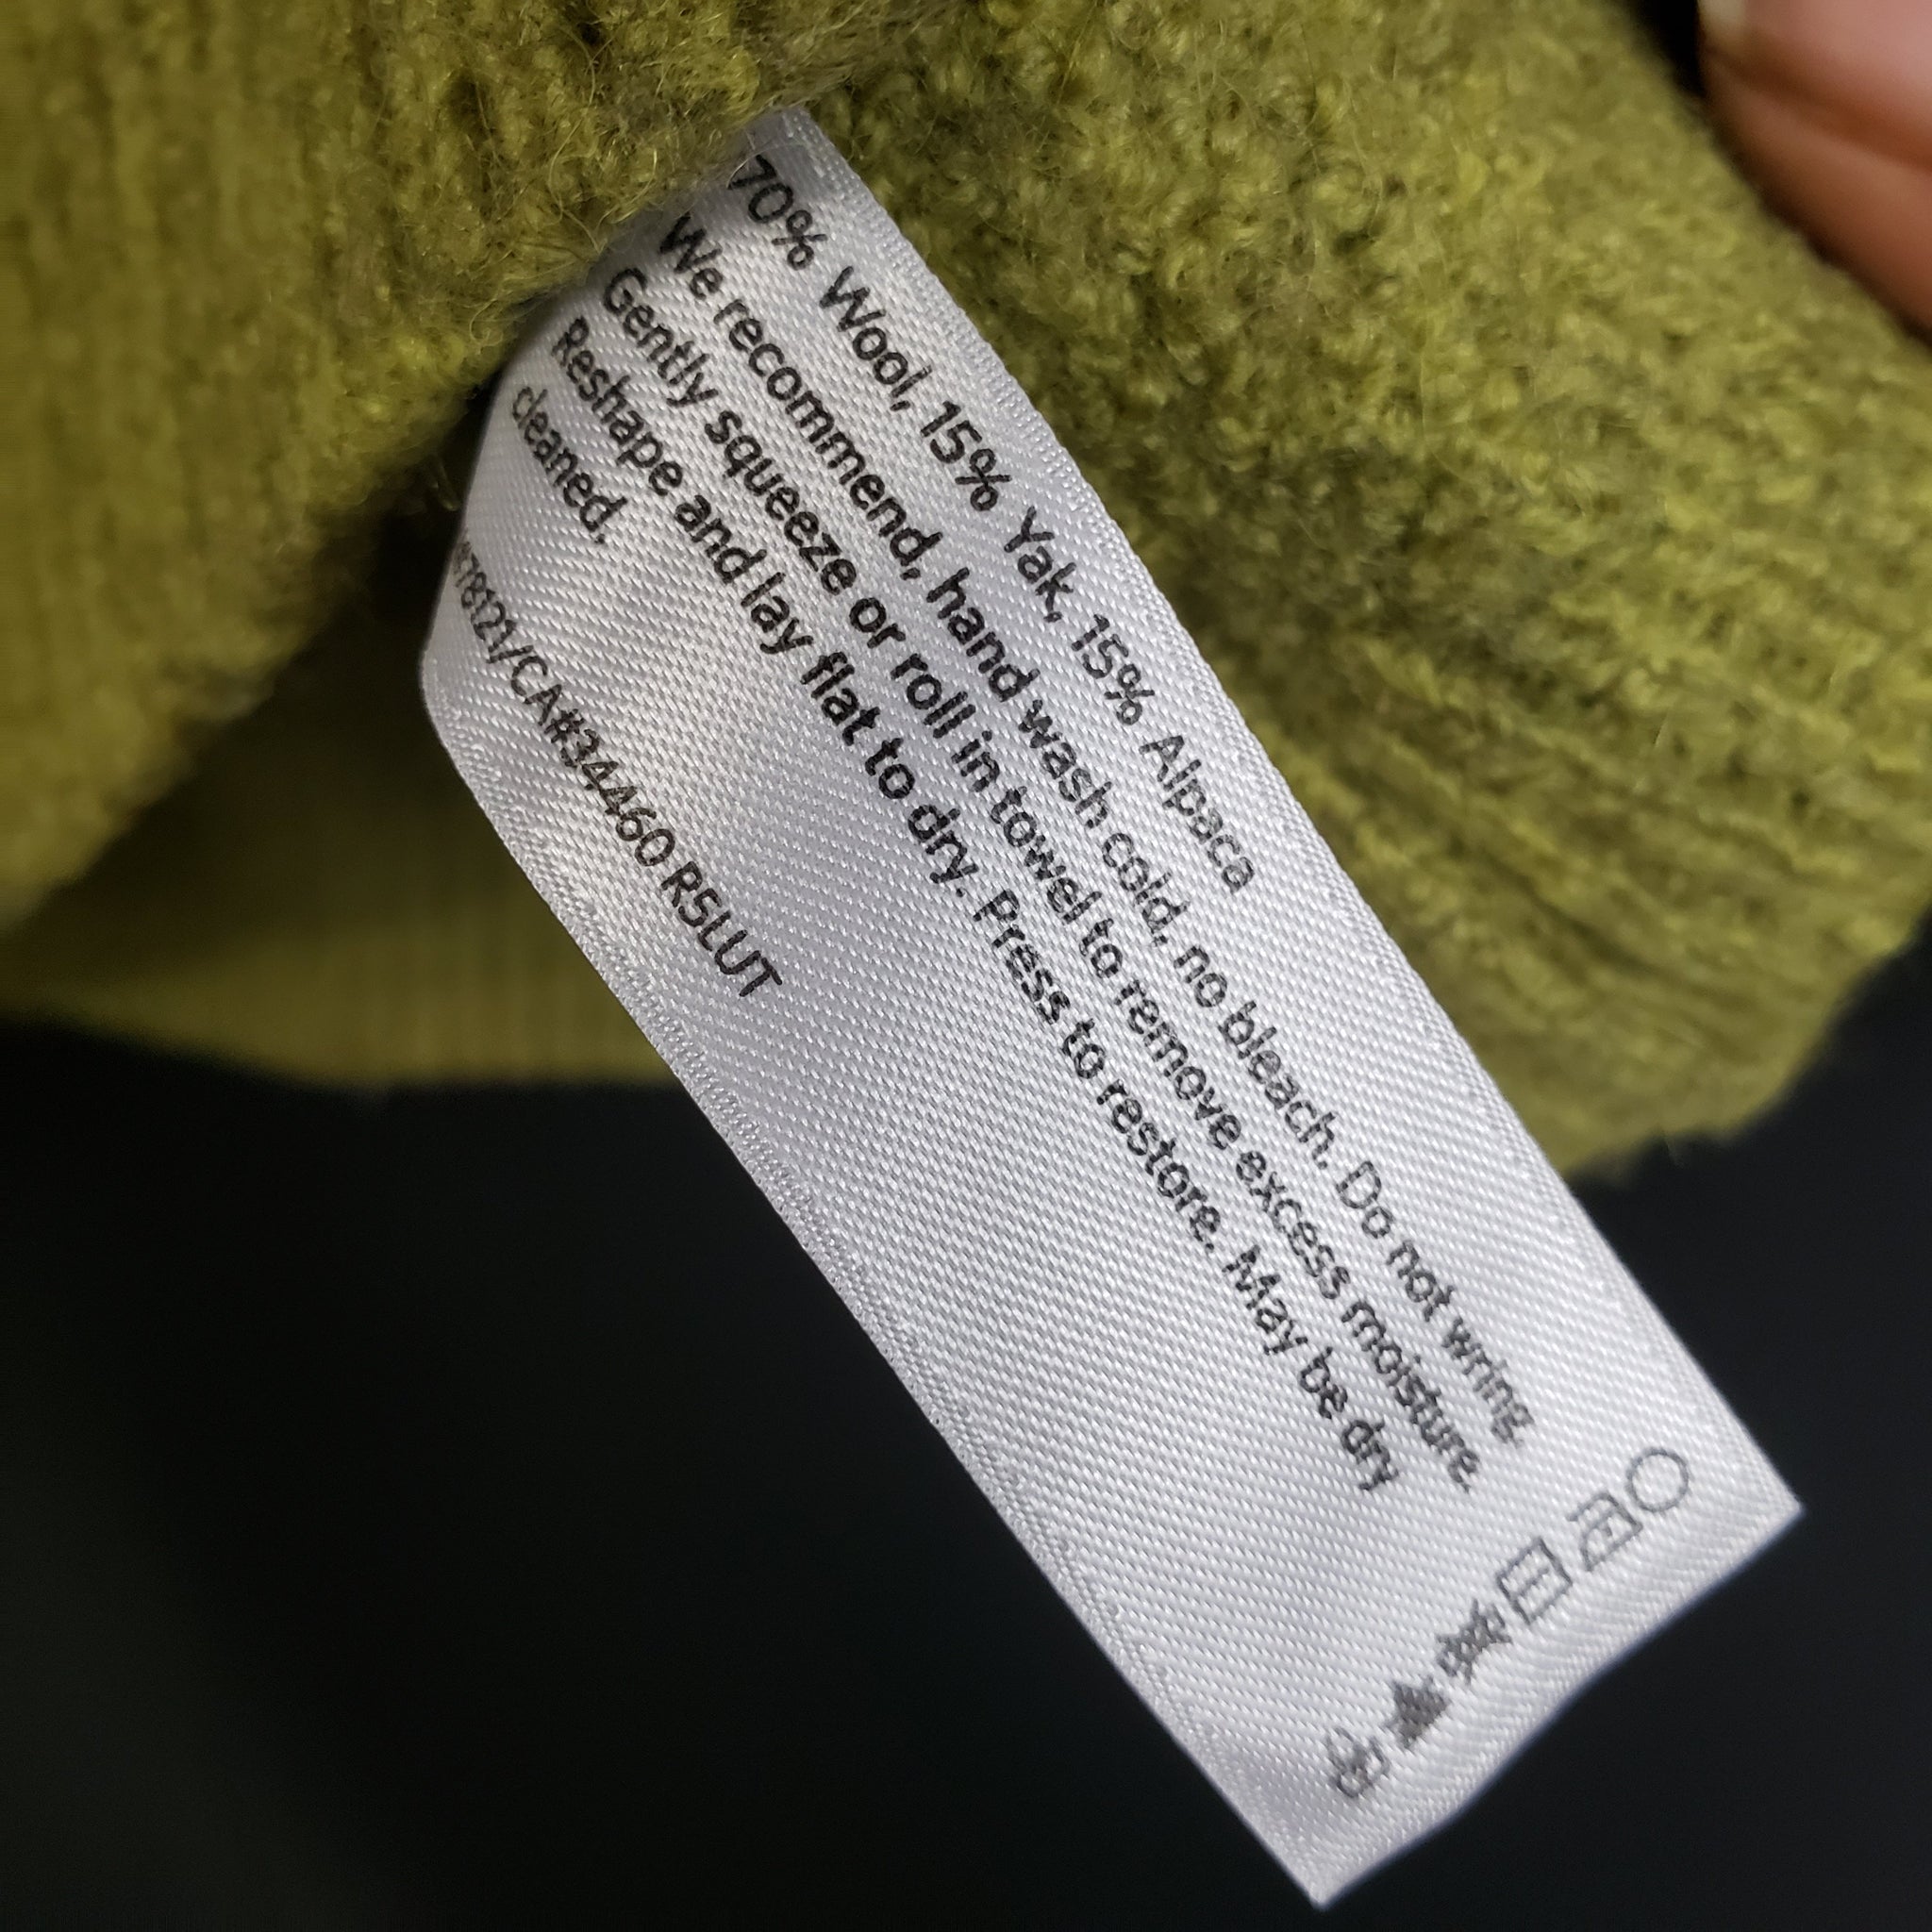 70% Wool, 15% Yak, 15% Alpaca
We recommend, hand wash cold, no bleach. Do not wring.
Gently squeeze or roll in towel to remove excess moisture.
Reshape and lay flat to dry. Press to restore. May be dry
cleaned.
78121/CA#34460 RSLUT